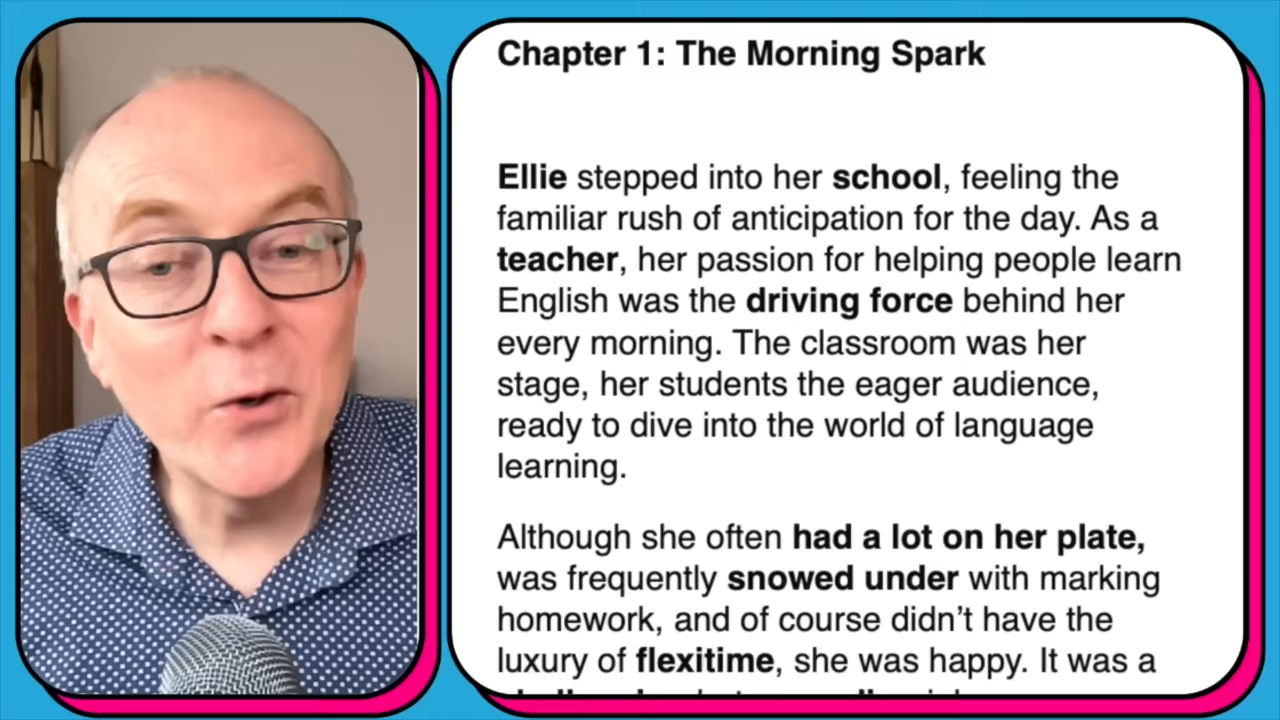 Chapter 1: The Morning Spark
Ellie stepped into her school, feeling the
familiar rush of anticipation for the day. As a
teacher, her passion for helping people learn
English was the driving force behind her
every morning. The classroom was her
stage, her students the eager audience,
ready to dive into the world of language
learning.
Although she often had a lot on her plate,
was frequently snowed under with marking
homework, and of course didn’t have the
luxury of flexitime, she was happy. It was a